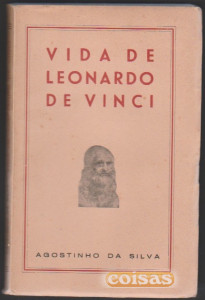 VIDA DE
LEONARDO
DE VINCI
AGOSTINHO DA SILVA
coisas